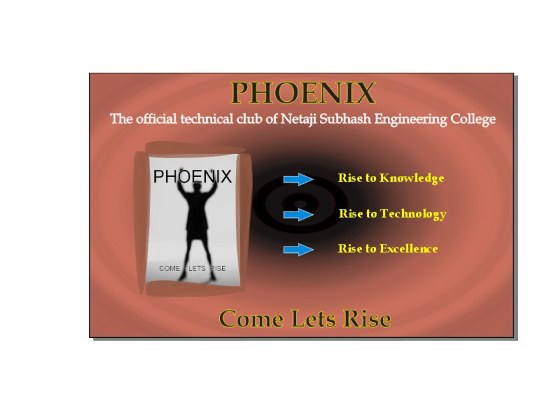 PHOENIX
The official technical club of Netaji Subhash Engineering College
PHOENIX
COME LETS RISE
Rise to Knowledge
Rise to Technology
Rise to Excellence
Come Lets Rise